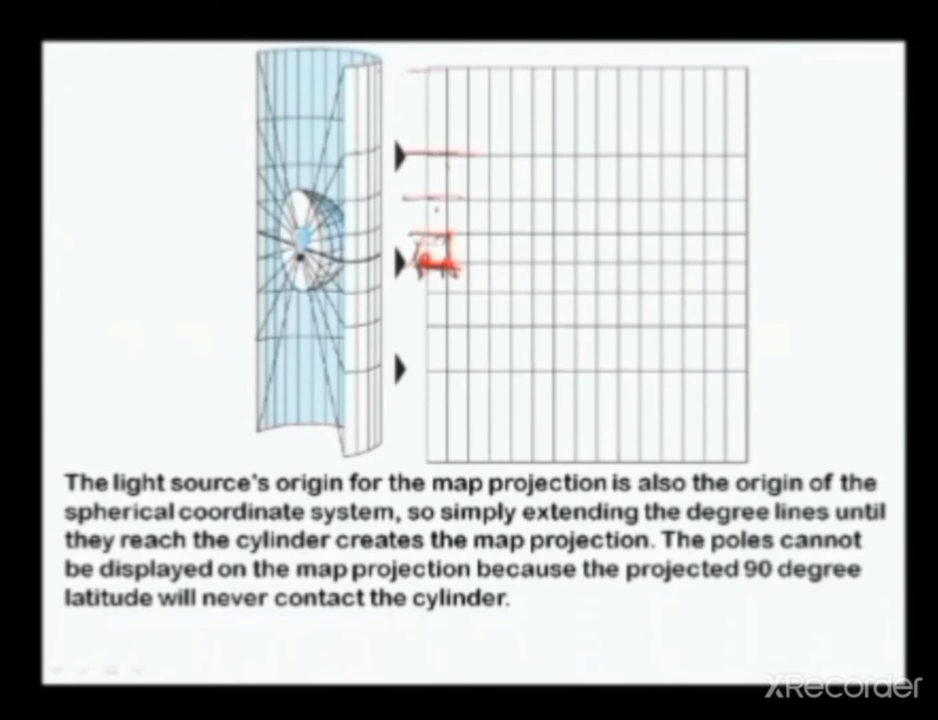 The light source's origin for the map projection is also the origin of the
spherical coordinate system, so simply extending the degree lines until
they reach the cylinder creates the map projection. The poles cannot
be displayed on the map projection because the projected 90 degree
latitude will never contact the cylinder.
XRecorder